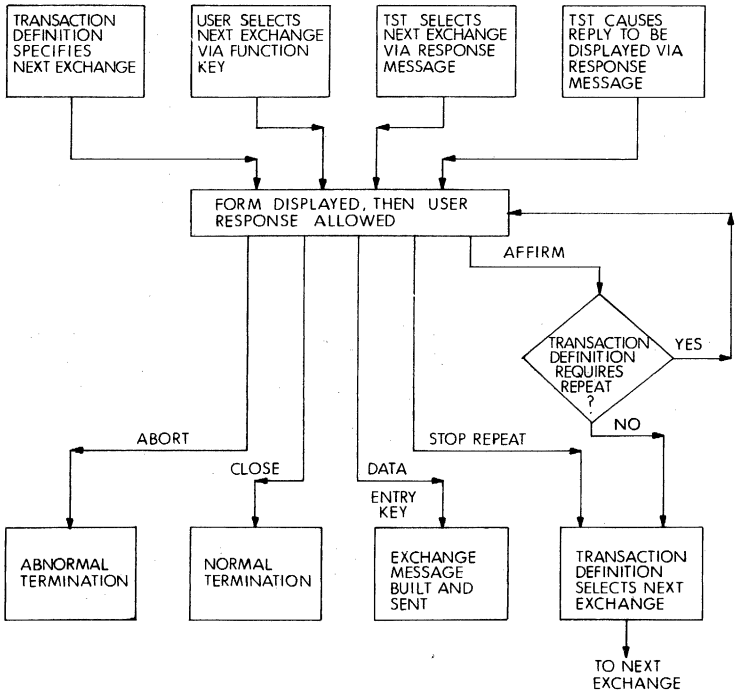 TRANSACTION
DEFINITION
SPECIFIES
NEXT EXCHANGE
USER SELECTS
NEXT EXCHANGE
VIA FUNCTION
KEY
TST SELECTS
NEXT EXCHANGE
VIA RESPONSE
MESSAGE
TST CAUSES
REPLY TO BE
DISPLAYED VIA
RESPONSE
MESSAGE
FORM DISPLAYED, THEN USER
RESPONSE ALLOWED
AFFIRM
TRANSACTION
DEFINITION
REQUIRES
REPEAT
?
YES
NO
ABORT
CLOSE
DATA
ENTRY
KEY
STOP REPEAT
ABNORMAL
TERMINATION
NORMAL
TERMINATION
EXCHANGE
MESSAGE
BUILT AND
SENT
TRANSACTION
DEFINITION
SELECTS NEXT
EXCHANGE
TO NEXT
EXCHANGE